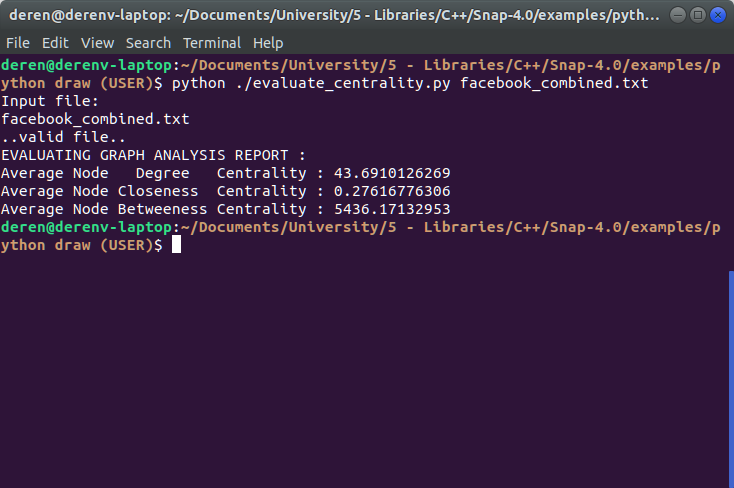 deren@derenv-laptop: ~/Documents/University/5 - Libraries/C++/Snap-4.0/examples/pyth...
File Edit View Search Terminal Help
deren@derenv-laptop:~/Documents/University/5 - Libraries/C++/Snap-4.0/examples/p
ython draw (USER)$ python ./evaluate_centrality.py facebook_combined.txt
Input file:
facebook_combined.txt
..valid file..
EVALUATING GRAPH ANALYSIS REPORT :
Average Node   Degree   Centrality : 43.6910126269
Average Node Closeness  Centrality : 0.27616776306
Average Node Betweeness Centrality : 5436.17132953
deren@derenv-laptop:~/Documents/University/5 - Libraries/C++/Snap-4.0/examples/p
ython draw (USER)$